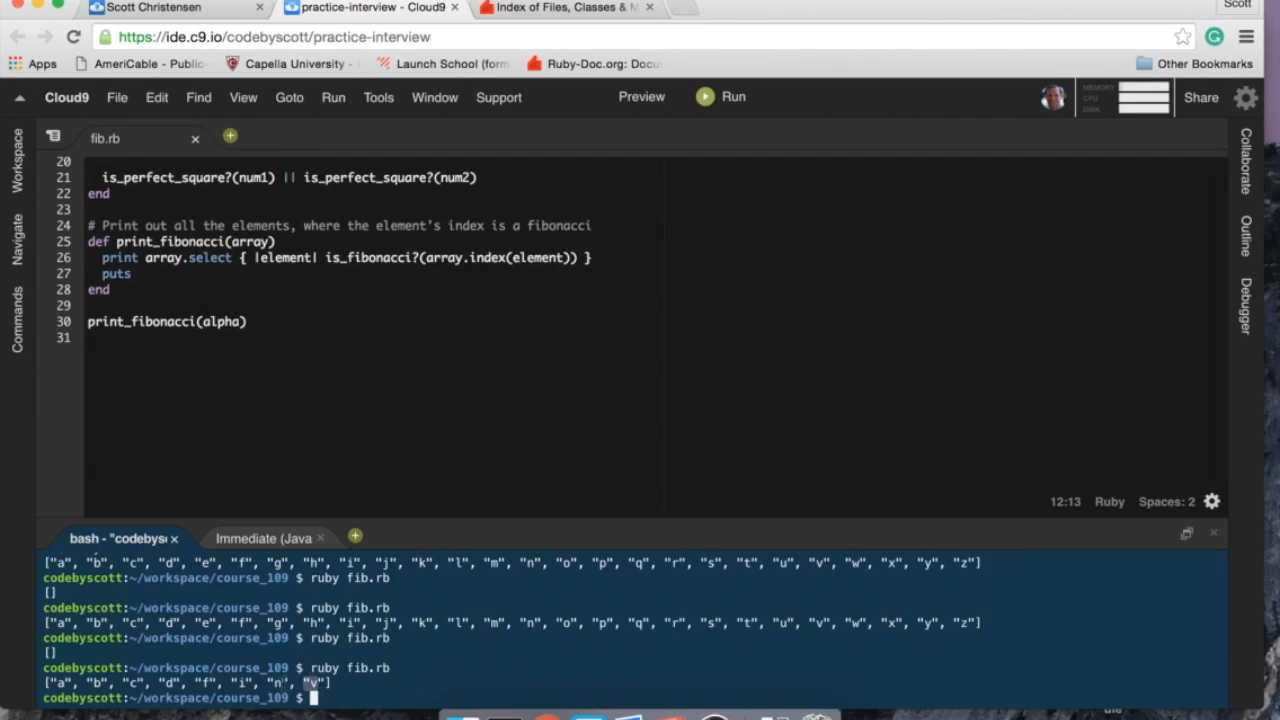 Scott Christensen
practice-interview - Cloud9
Index of Files, Classes & M
Scott
https://ide.c9.io/codebyscott/practice-interview
Apps
AmeriCable - Public
Capella University -
Launch School (form
Ruby-Doc.org: Docu
Other Bookmarks
Cloud9 File Edit Find View Goto Run Tools Window Support
Preview
Run
MEMORY
CPU
DISK
Share
Workspace
Navigate
Commands
Collaborate
Outline
Debugger
fib.rb
20
21 is_perfect_square?(num1) || is_perfect_square?(num2)
22 end
23
24 # Print out all the elements, where the element's index is a fibonacci
25 def print_fibonacci(array)
26 print array.select { |element| is_fibonacci?(array.index(element)) }
27 puts
28 end
29
30 print_fibonacci(alpha)
31
12:13 Ruby Spaces: 2
bash - "codebys
Immediate (Java
["a", "b", "c", "d", "e", "f", "g", "h", "i", "j", "k", "l", "m", "n", "o", "p", "q", "r", "s", "t", "u", "v", "w", "x", "y", "z"]
codebyscott:~/workspace/course_109 $ ruby fib.rb
[]
codebyscott:~/workspace/course_109 $ ruby fib.rb
["a", "b", "c", "d", "e", "f", "g", "h", "i", "j", "k", "l", "m", "n", "o", "p", "q", "r", "s", "t", "u", "v", "w", "x", "y", "z"]
codebyscott:~/workspace/course_109 $ ruby fib.rb
[]
codebyscott:~/workspace/course_109 $ ruby fib.rb
["a", "b", "c", "d", "f", "i", "n", "v"]
codebyscott:~/workspace/course_109 $